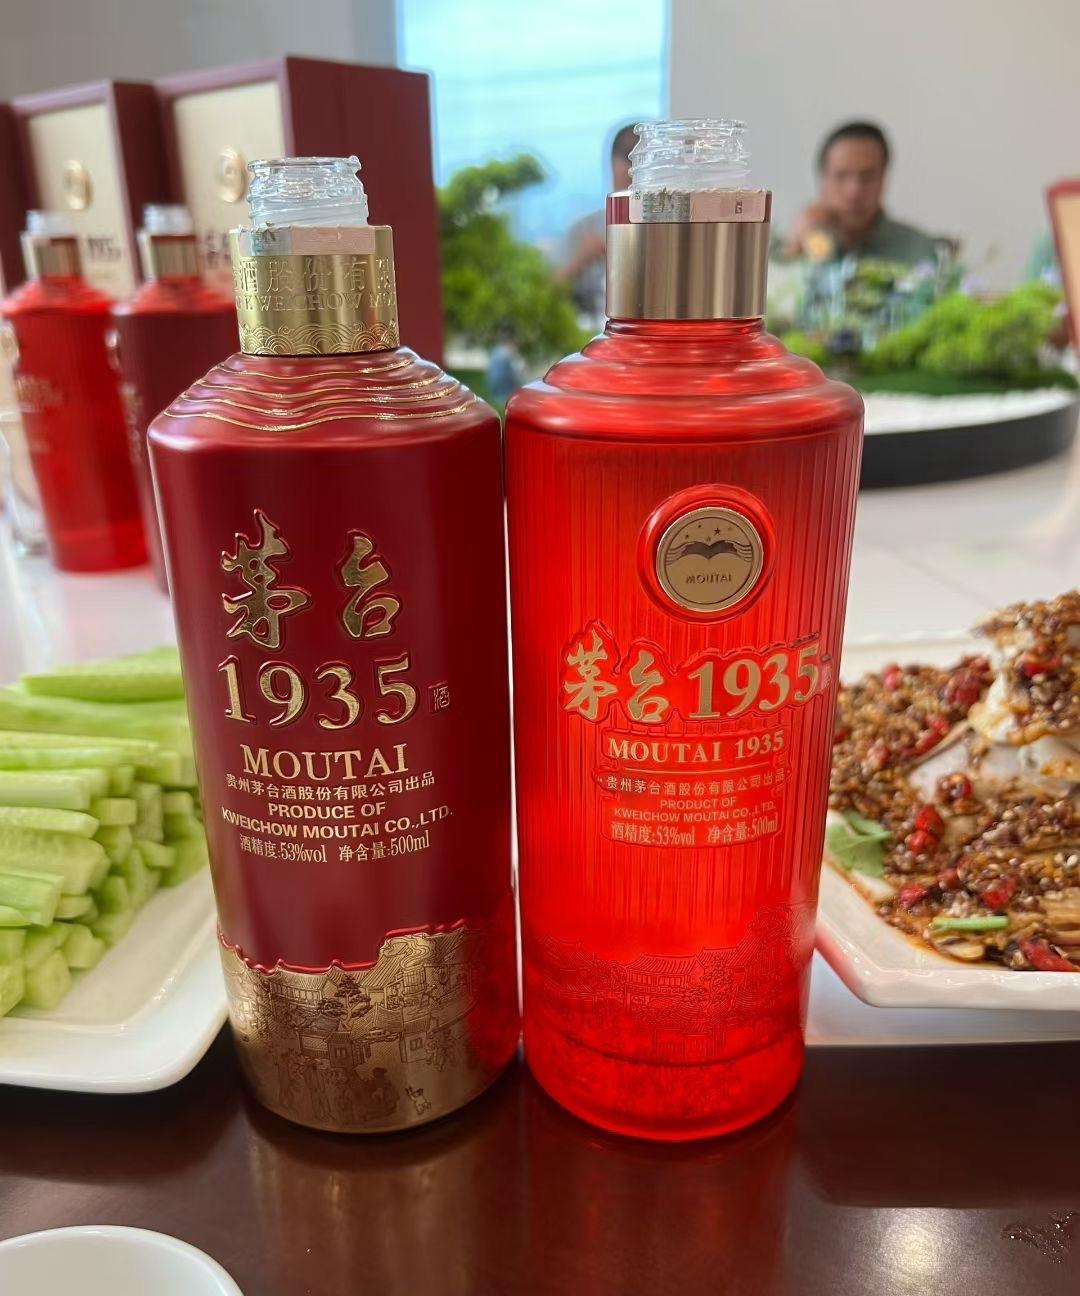 酒股份有限
KWEICHOW MOU
茅台
1935
酒
MOUTAI
贵州茅台酒股份有限公司出品
PRODUCE OF
KWEICHOW MOUTAI CO.,LTD.
酒精度:53%vol 净含量:500ml
MOUTAI
茅台1935
MOUTAI 1935
贵州茅台酒股份有限公司出品
PRODUCT OF
KWEICHOW MOUTAI CO.,LTD.
酒精度:53%vol 净含量:500ml
1935